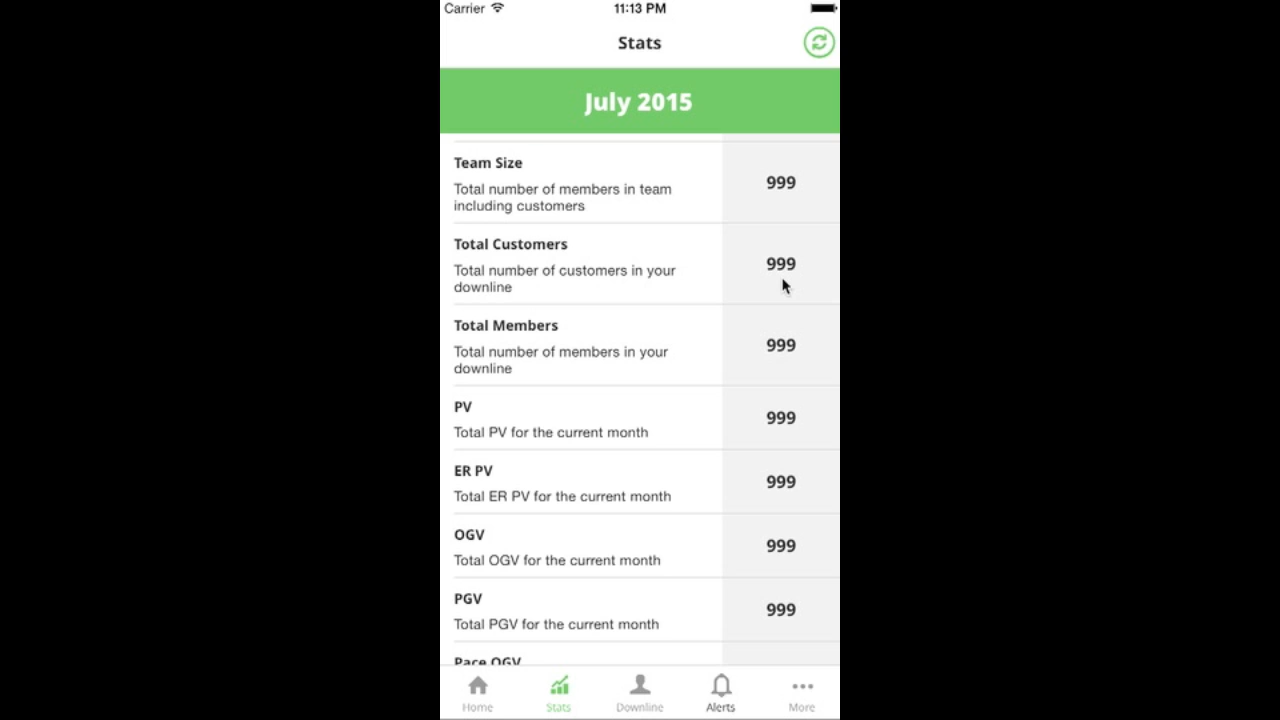 Carrier 11:13 PM
Stats
July 2015
Team Size
Total number of members in team
including customers
999
Total Customers
Total number of customers in your
downline
999
Total Members
Total number of members in your
downline
999
PV
Total PV for the current month
999
ER PV
Total ER PV for the current month
999
OGV
Total OGV for the current month
999
PGV
Total PGV for the current month
999
Pace OGV
Home Stats Downline Alerts More